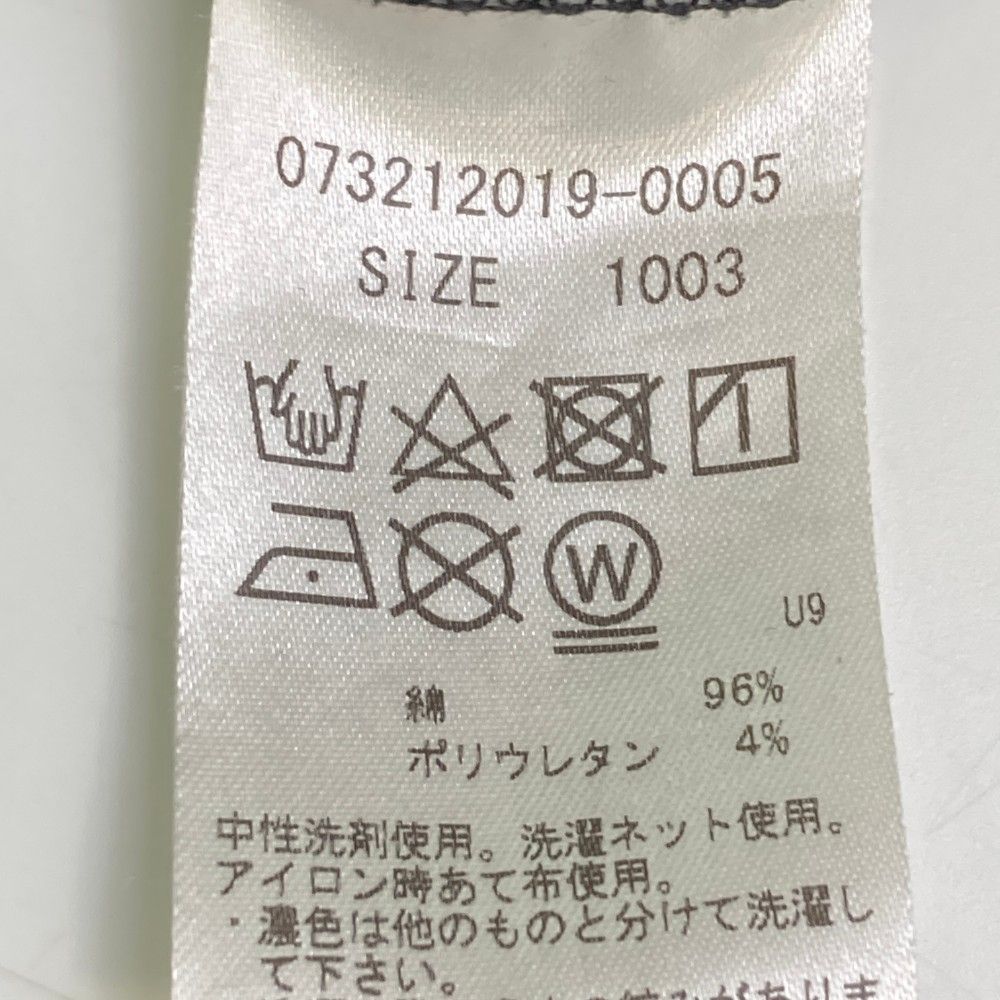 073212019-0005
SIZE 1003
W
U9
綿 96%
ポリウレタン 4%
中性洗剤使用。洗濯ネット使用。
アイロン時あて布使用。
・濃色は他のものと分けて洗濯し
て下さい。